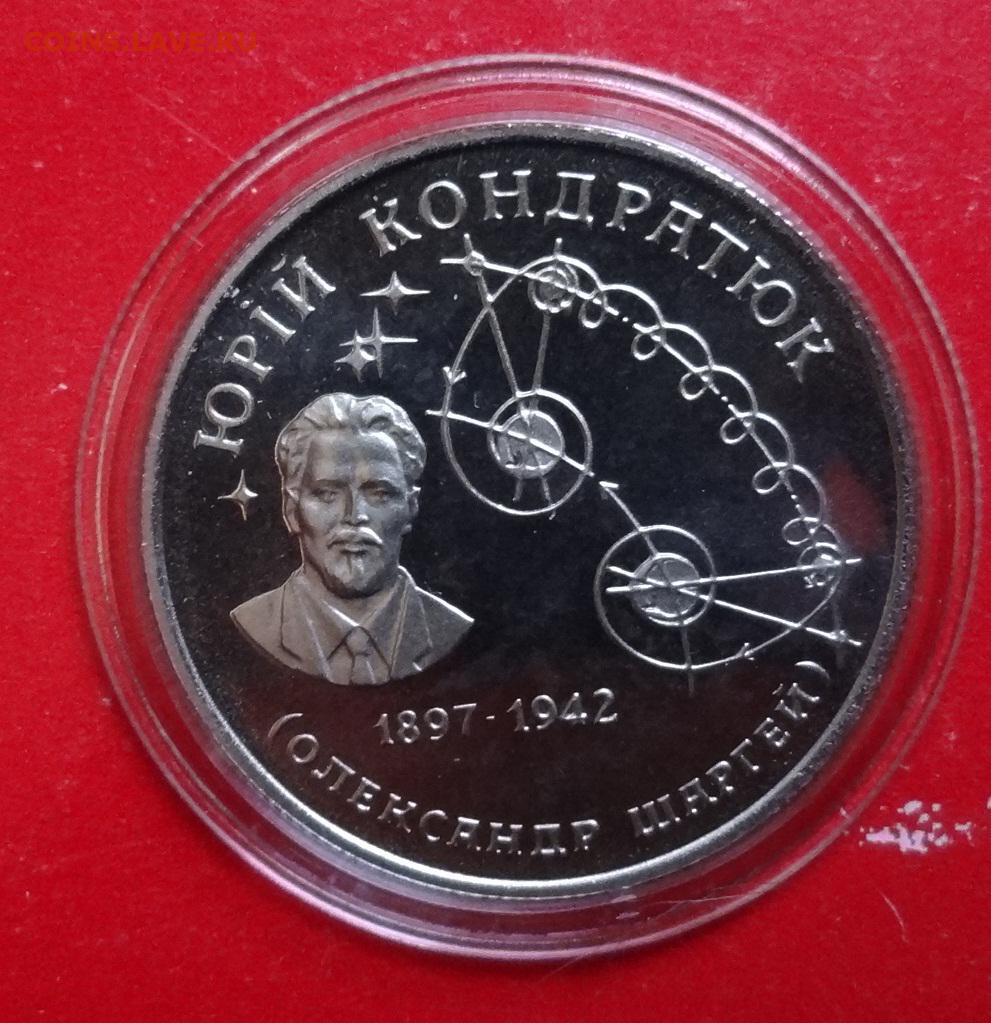 COINS.LAVE.RU
ЮРІЙ КОНДРАТЮК
1897-1942
(ОЛЕКСАНДР ШАРГЕЙ)